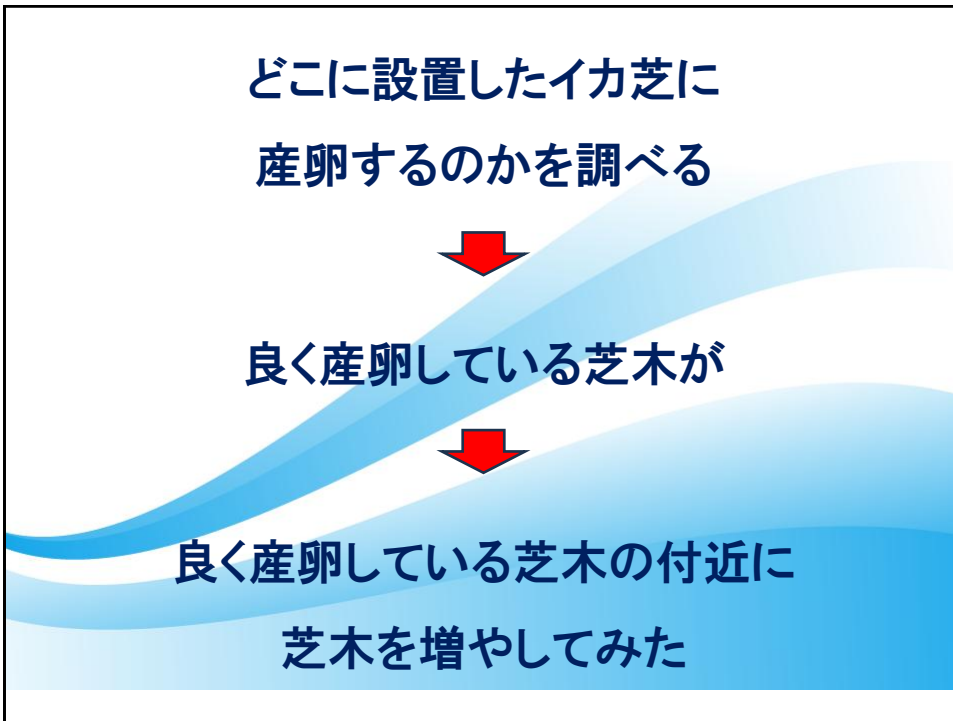 どこに設置したイカ芝に
産卵するのかを調べる
良く産卵している芝木が
良く産卵している芝木の付近に
芝木を増やしてみた